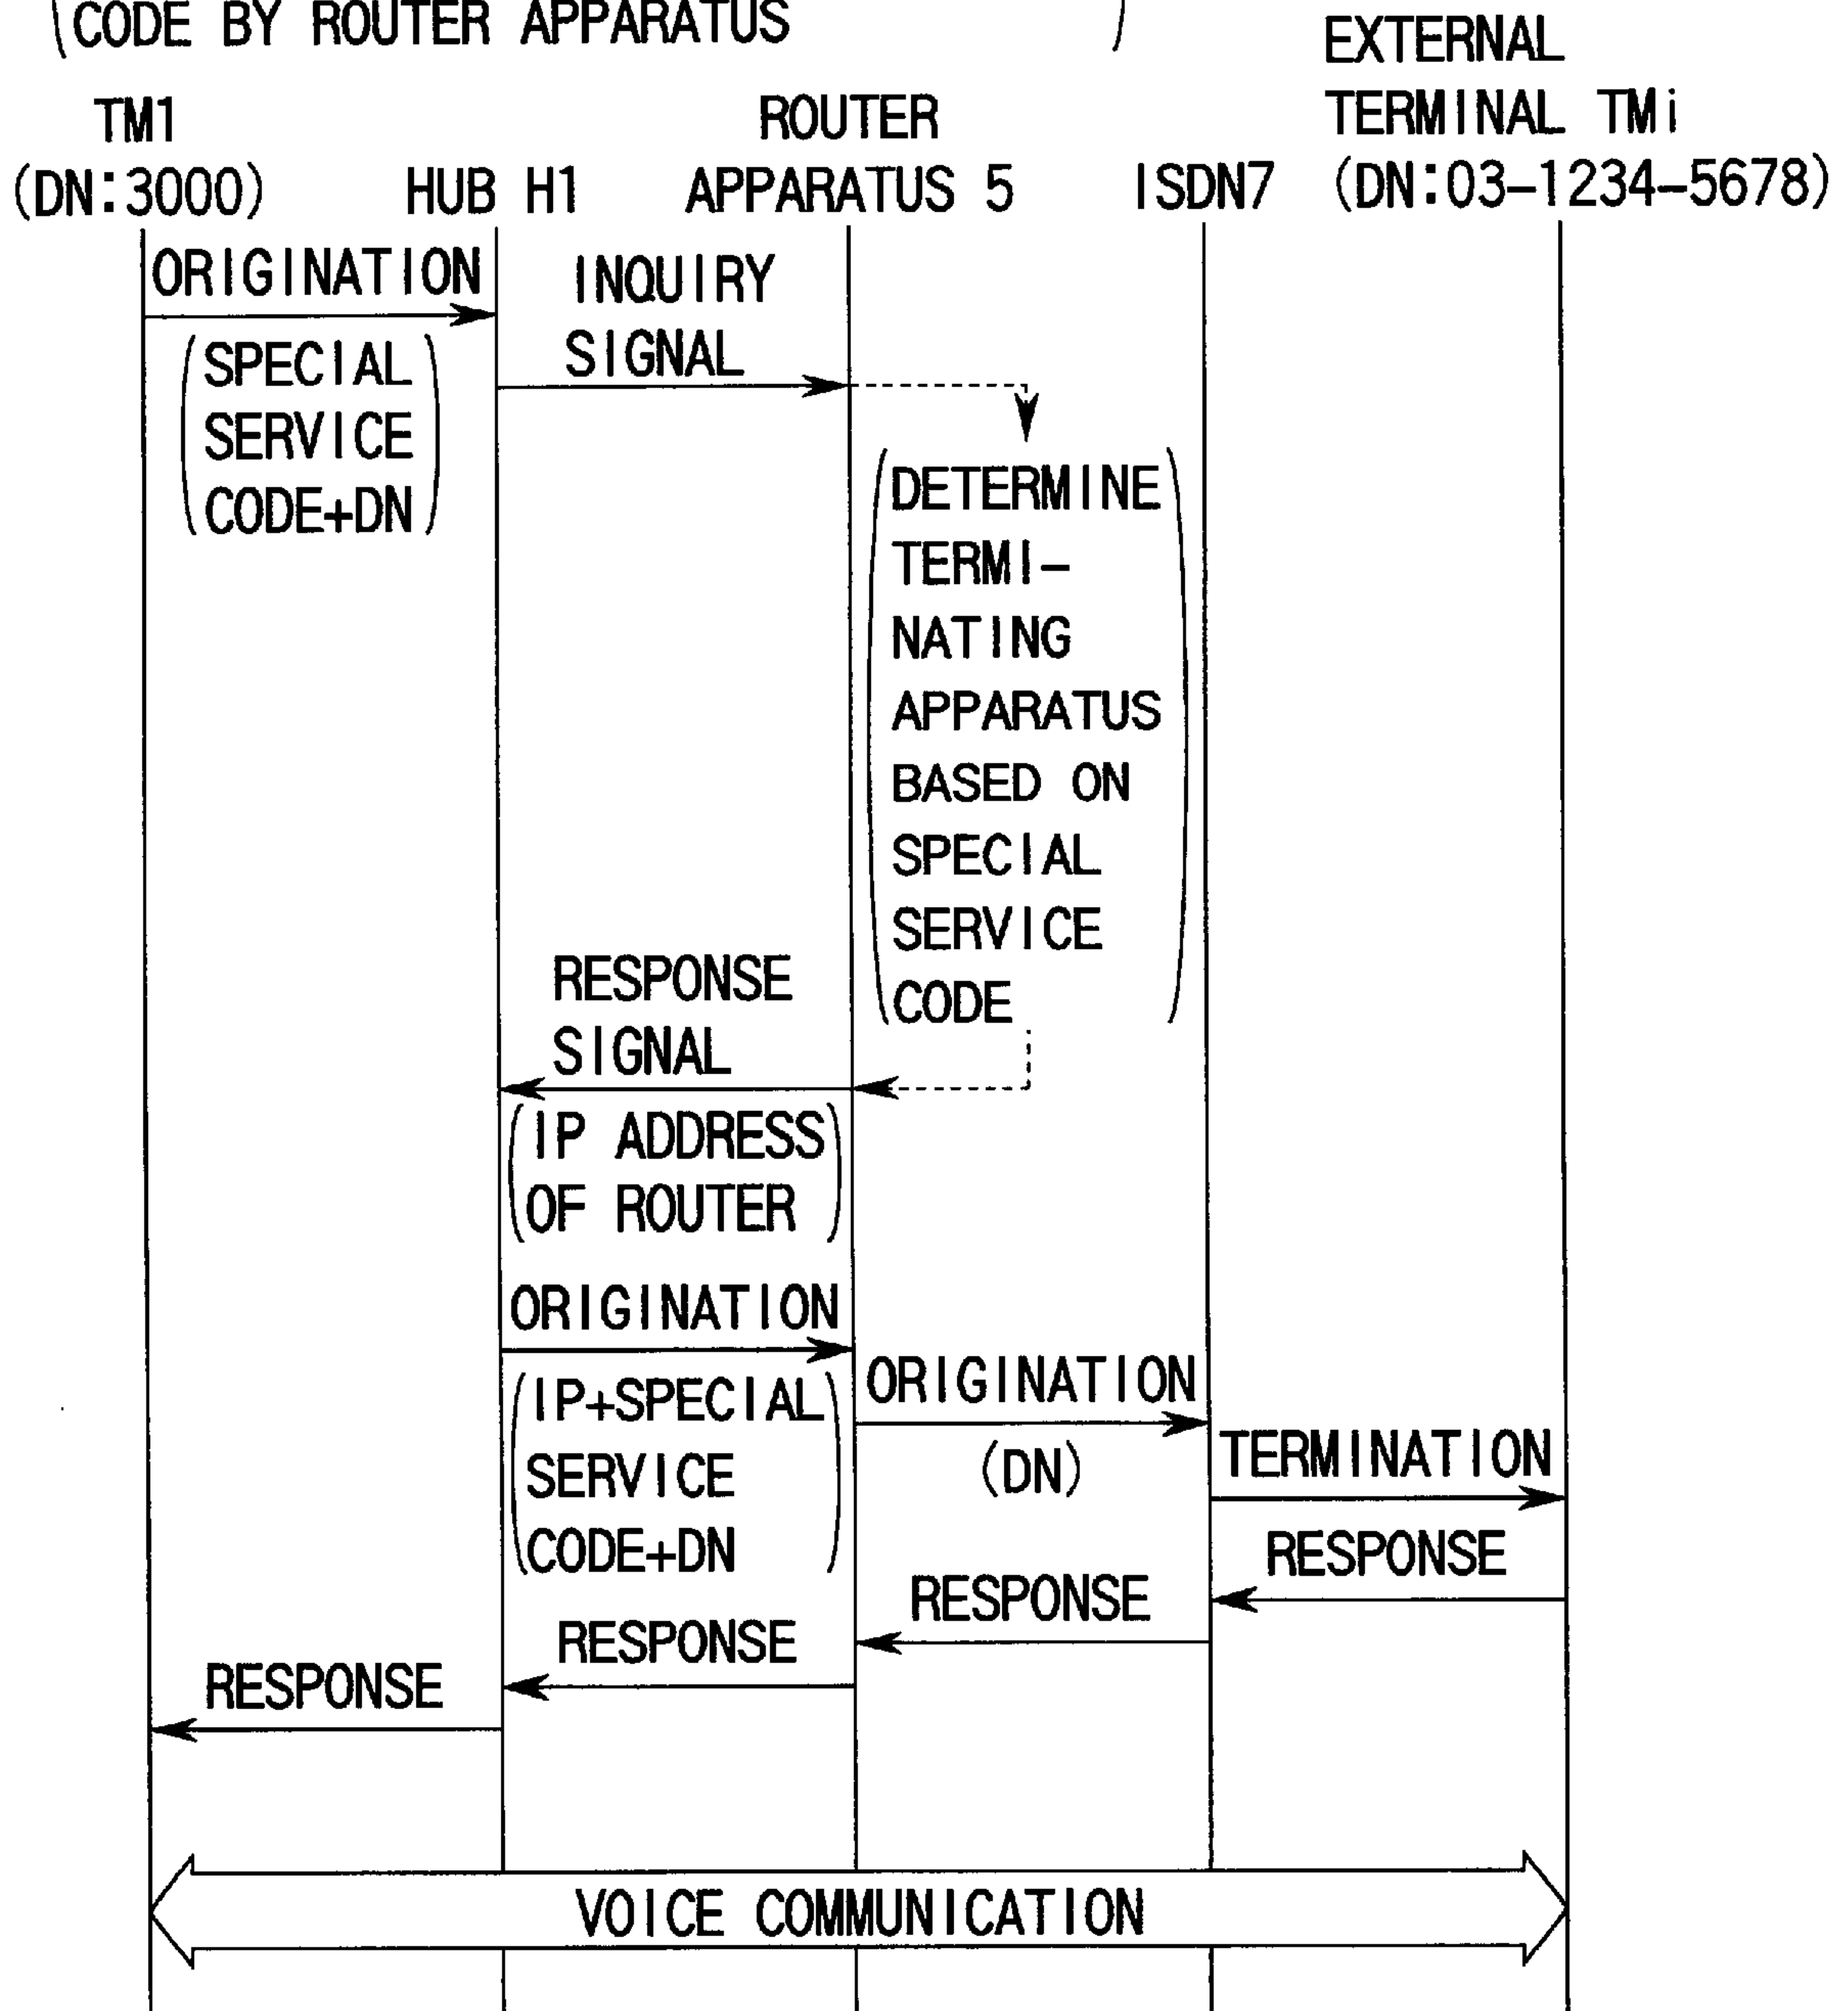 (CODE BY ROUTER APPARATUS)
EXTERNAL
TERMINAL TMi
(DN:03-1234-5678)
TM1
(DN:3000)
HUB H1
ROUTER
APPARATUS 5
ISDN7
ORIGINATION
(SPECIAL
SERVICE
CODE+DN)
INQUIRY
SIGNAL
(DETERMINE
TERMI-
NATING
APPARATUS
BASED ON
SPECIAL
SERVICE
CODE)
RESPONSE
SIGNAL
(IP ADDRESS
OF ROUTER)
ORIGINATION
(IP+SPECIAL
SERVICE
CODE+DN)
ORIGINATION
(DN)
TERMINATION
RESPONSE
RESPONSE
RESPONSE
RESPONSE
VOICE COMMUNICATION